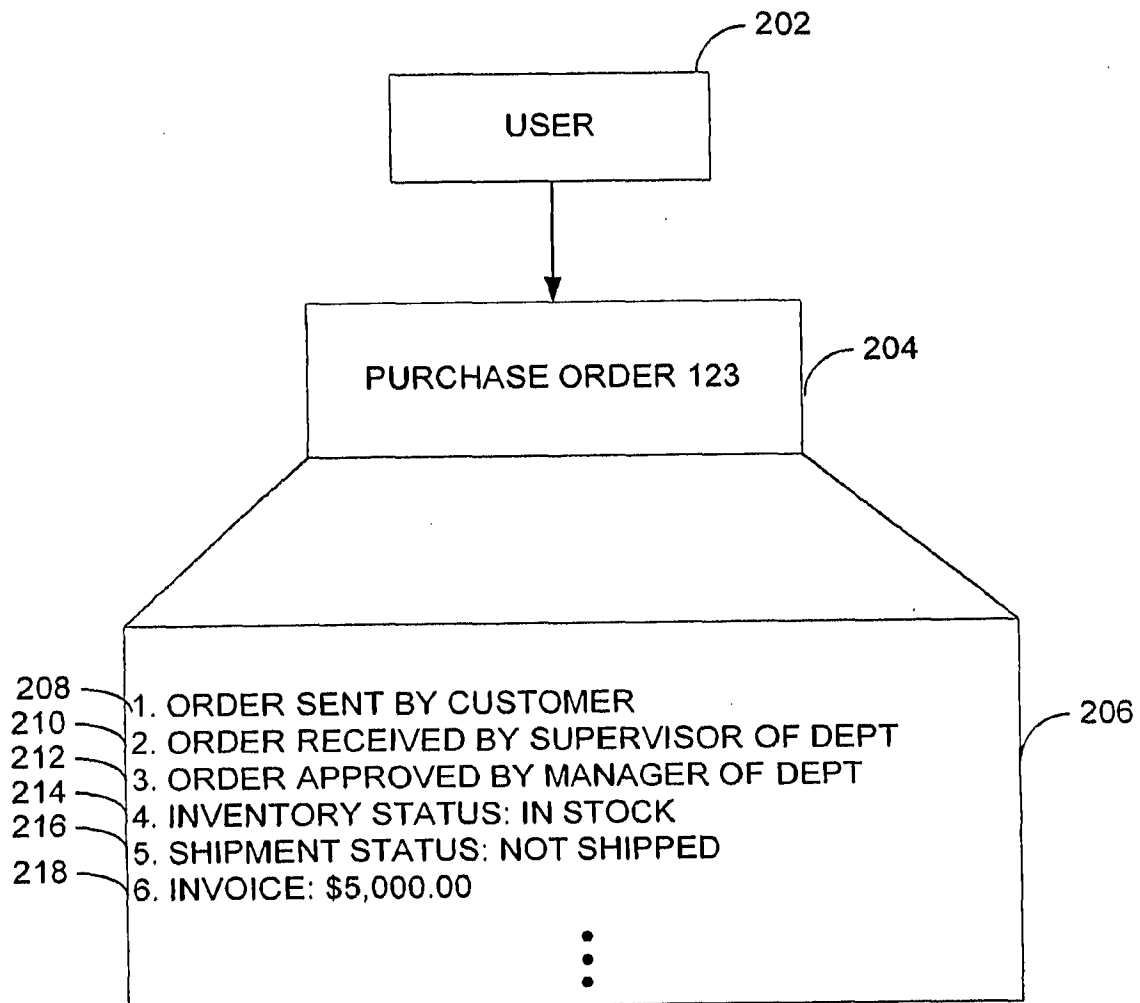 202
USER
204
PURCHASE ORDER 123
206
208
1. ORDER SENT BY CUSTOMER
210
2. ORDER RECEIVED BY SUPERVISOR OF DEPT
212
3. ORDER APPROVED BY MANAGER OF DEPT
214
4. INVENTORY STATUS: IN STOCK
216
5. SHIPMENT STATUS: NOT SHIPPED
218
6. INVOICE: $5,000.00